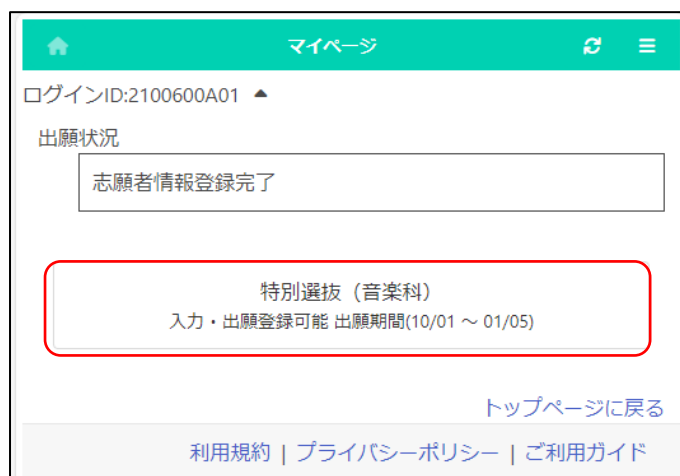 マイページ
ログインID:2100600A01 ▲
出願状況
志願者情報登録完了
特別選抜（音楽科）
入力・出願登録可能 出願期間(10/01 ～ 01/05)
トップページに戻る
利用規約 | プライバシーポリシー | ご利用ガイド